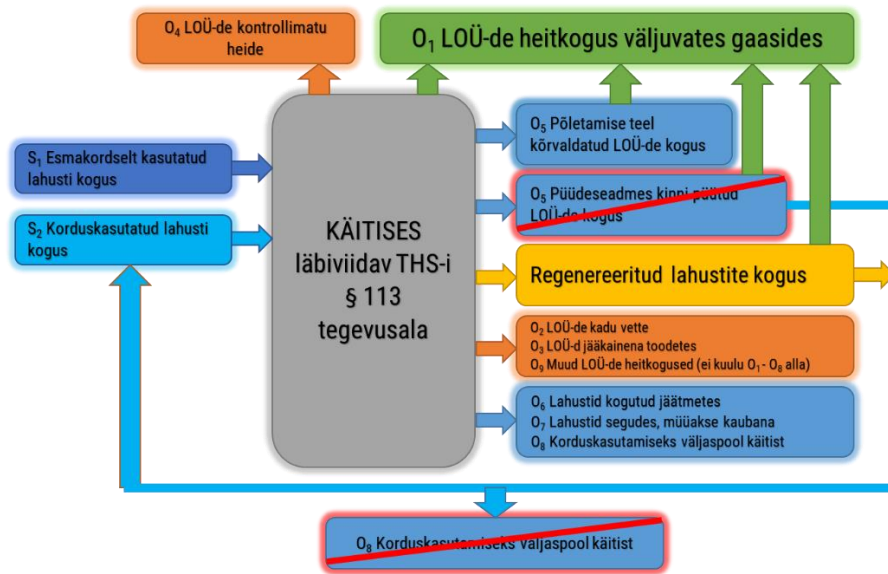 O₄ LOÜ-de kontrollimatu
heide
O₁ LOÜ-de heitkogus väljuvates gaasides
S₁ Esmakordselt kasutatud
lahusti kogus
S₂ Korduskasutatud lahusti
kogus
KÄITISES
läbiviidav THS-i
§ 113
tegevusala
O₅ Põletamise teel
kõrvaldatud LOÜ-de kogus
O₅ Püüdeseadmes kinni püütud
LOÜ-de kogus
Regenereeritud lahustite kogus
O₂ LOÜ-de kadu vette
O₃ LOÜ-d jääkainena toodetes
O₉ Muud LOÜ-de heitkogused (ei kuulu O₁- O₈ alla)
O₆ Lahustid kogutud jäätmetes
O₇ Lahustid segudes, müüakse kaubana
O₈ Korduskasutamiseks väljaspool käitist
O₈ Korduskasutamiseks väljaspool käitist